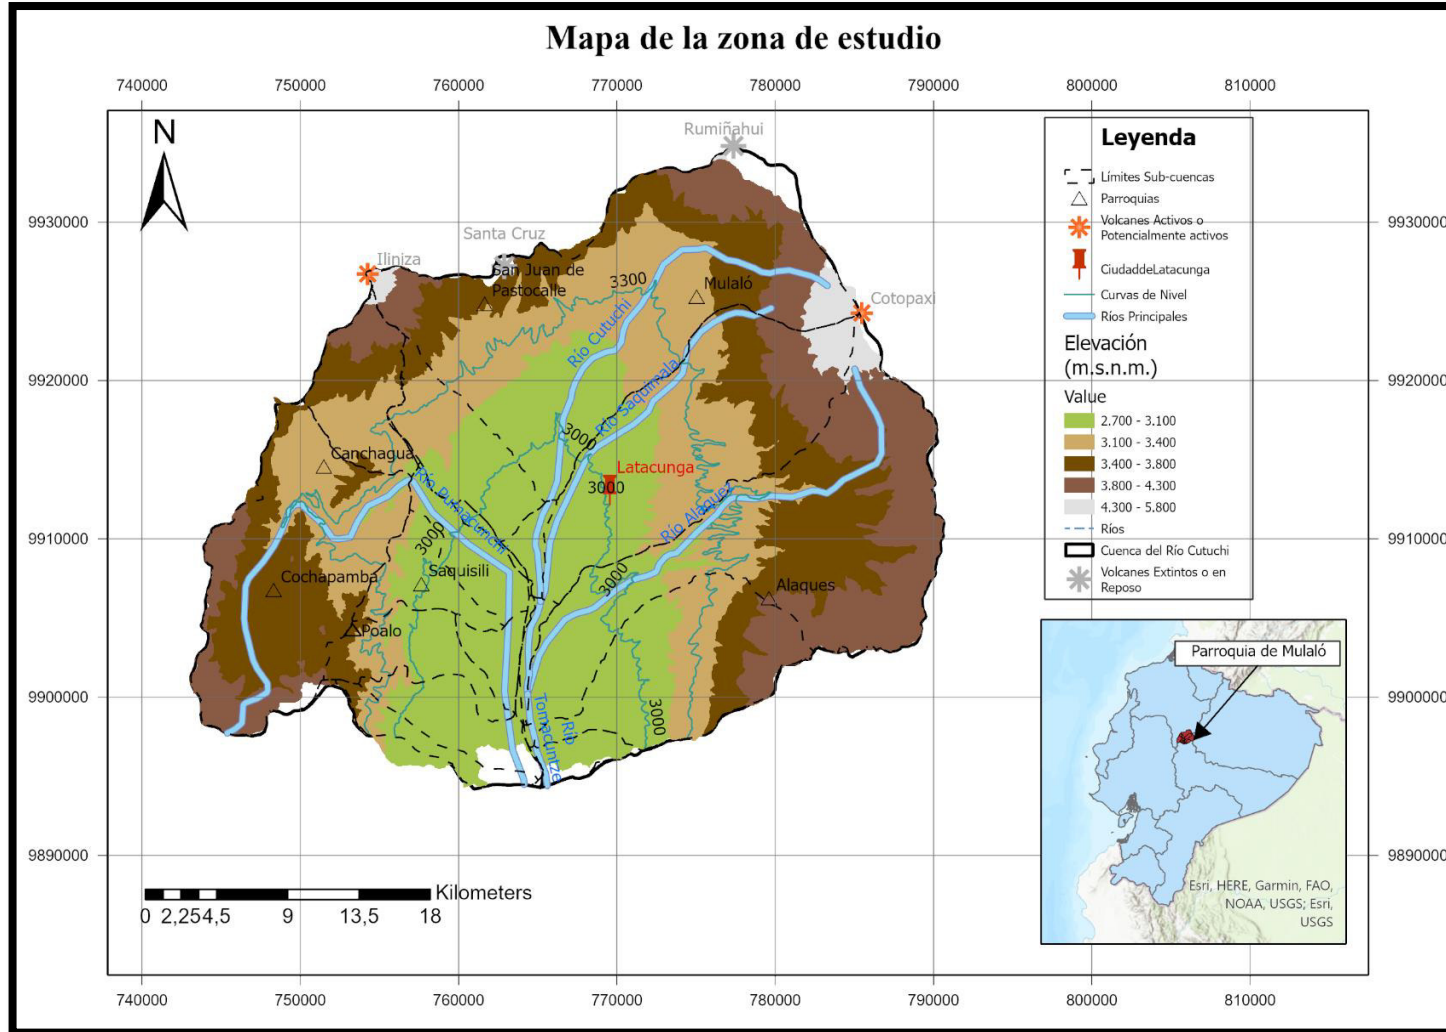 Mapa de la zona de estudio
740000 750000 760000 770000 780000 790000 800000 810000
N
Rumiñahui
Santa Cruz
Iliniza
San Juan de
Pastocalle
3300
Mulaló
Cotopaxi
Río Cutuchi
Río Saquimala
3000
Canchagua
Latacunga
3000
Río Pumacunchi
Río Alaquez
3000
3000
Cochapamba
Saquisili
Alaques
Poalo
3000
Río
Tomacuntze
9930000
9920000
9910000
9900000
9890000
9930000
9920000
9910000
9900000
9890000
Leyenda
Límites Sub-cuencas
Parroquias
Volcanes Activos o
Potencialmente activos
CiudaddeLatacunga
Curvas de Nivel
Ríos Principales
Elevación
(m.s.n.m.)
Value
2.700 - 3.100
3.100 - 3.400
3.400 - 3.800
3.800 - 4.300
4.300 - 5.800
Ríos
Cuenca del Río Cutuchi
Volcanes Extintos o en
Reposo
Parroquia de Mulaló
Esri, HERE, Garmin, FAO,
NOAA, USGS; Esri,
USGS
Kilometers
0 2,25 4,5 9 13,5 18
740000 750000 760000 770000 780000 790000 800000 810000